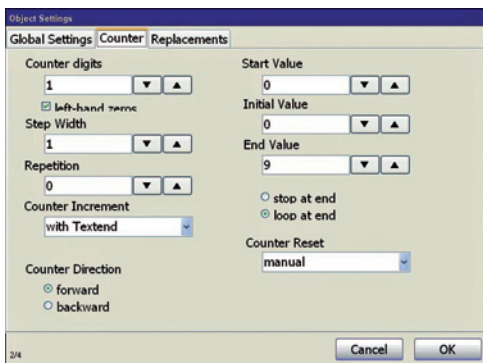 Object Settings
Global Settings Counter Replacements
Counter digits
1
left-hand zeros
Step Width
1
Repetition
0
Counter Increment
with Textend
Counter Direction
forward
backward
Start Value
0
Initial Value
0
End Value
9
stop at end
loop at end
Counter Reset
manual
2/4
Cancel OK